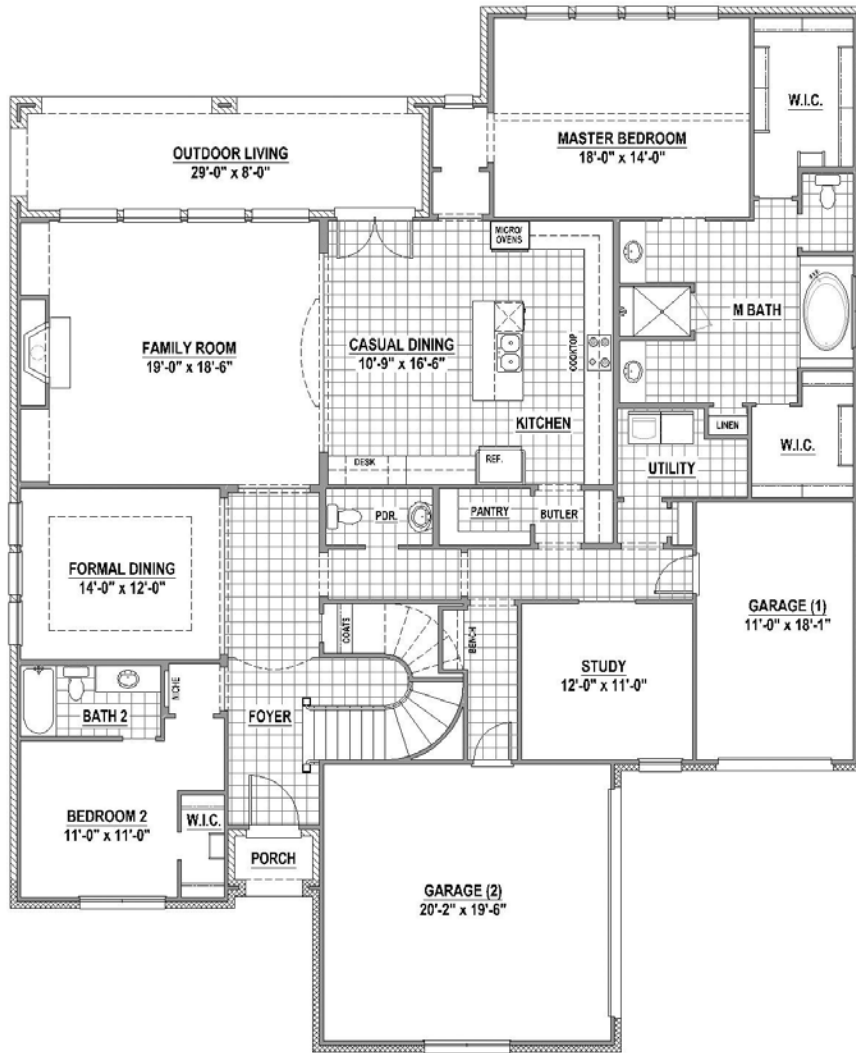 W.I.C.
MASTER BEDROOM
18'-0" x 14'-0"
OUTDOOR LIVING
29'-0" x 8'-0"
MICRO/
OVENS
FAMILY ROOM
19'-0" x 18'-6"
CASUAL DINING
10'-9" x 16'-6"
COOKTOP
M BATH
KITCHEN
LINEN
W.I.C.
UTILITY
DESK
REF.
PDR.
PANTRY
BUTLER
FORMAL DINING
14'-0" x 12'-0"
GARAGE (1)
11'-0" x 18'-1"
COATS
BENCH
STUDY
12'-0" x 11'-0"
NICHE
BATH 2
FOYER
BEDROOM 2
11'-0" x 11'-0"
W.I.C.
PORCH
GARAGE (2)
20'-2" x 19'-6"